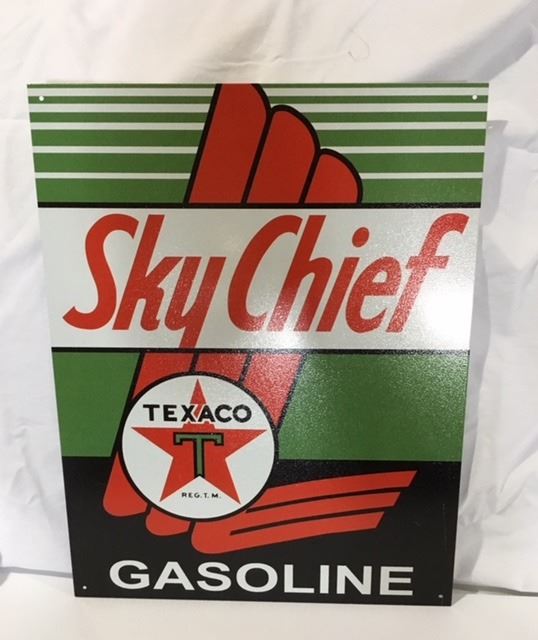 Sky Chief
TEXACO
T
REG. T. M.
GASOLINE